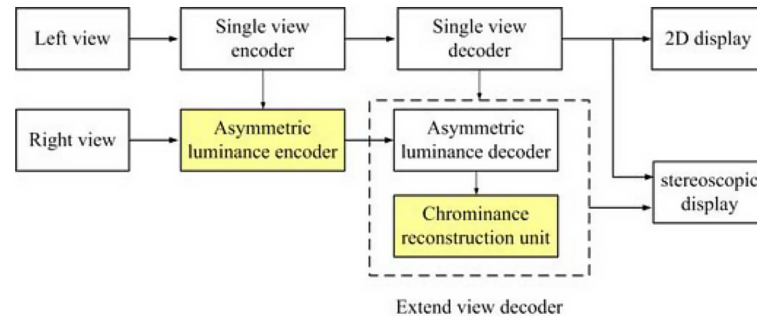 Left view
Single view
encoder
Single view
decoder
2D display
Right view
Asymmetric
luminance encoder
Asymmetric
luminance decoder
Chrominance
reconstruction unit
stereoscopic
display
Extend view decoder